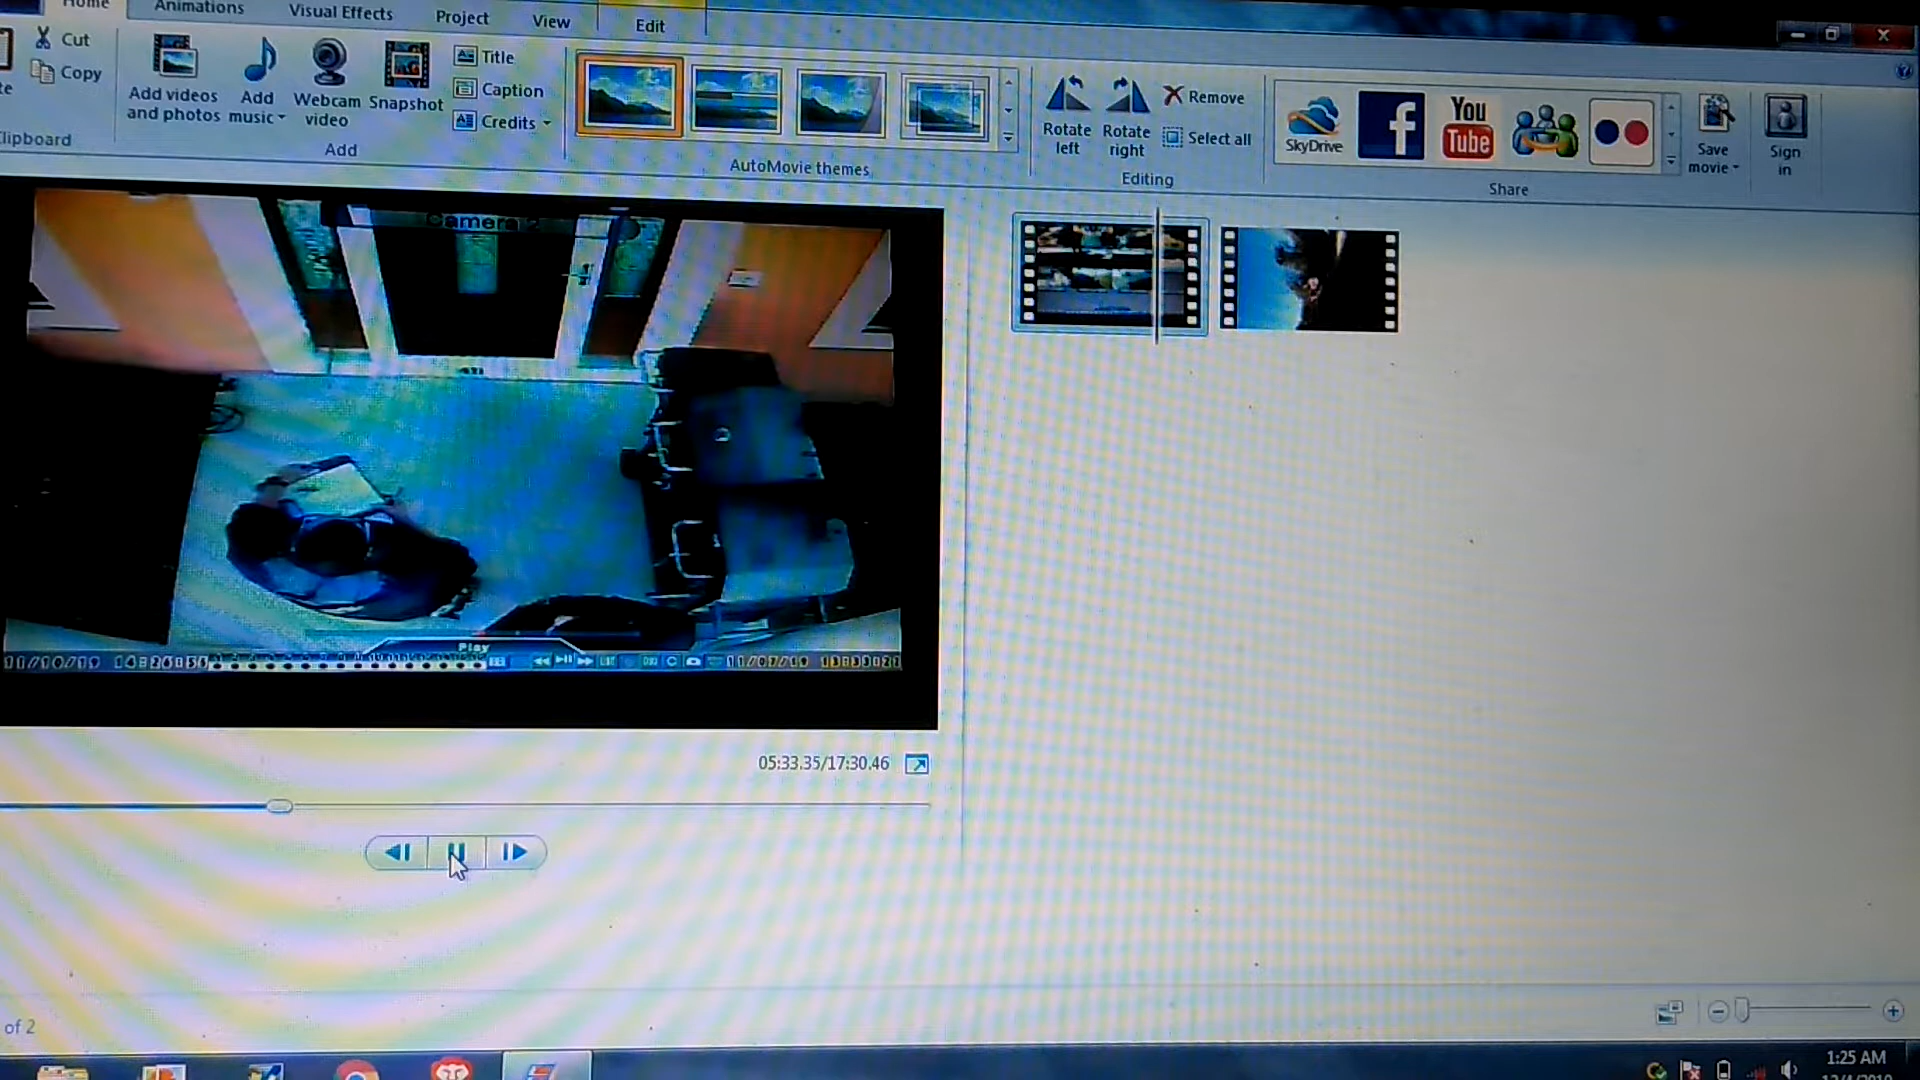 Home
Animations
Visual Effects
Project
View
Edit
Cut
Copy
Add videos
and photos
Add
music
Webcam
video
Snapshot
Title
Caption
Credits
Add
AutoMovie themes
Rotate
left
Rotate
right
Remove
Select all
Editing
SkyDrive
f
You
Tube
Share
Save
movie
Sign
in
Camera
Play
05:33.35/17:30.46
of 2
1:25 AM